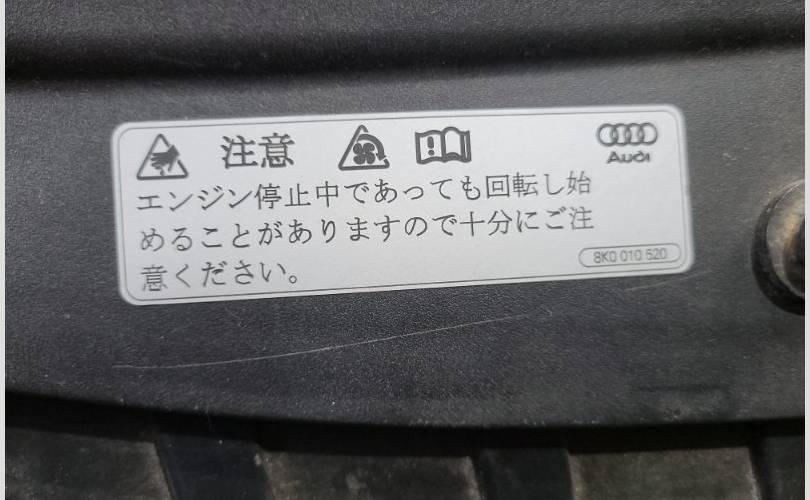 注意
Audi
エンジン停止中であっても回転し始
めることがありますので十分にご注
意ください。
8K0 010 520